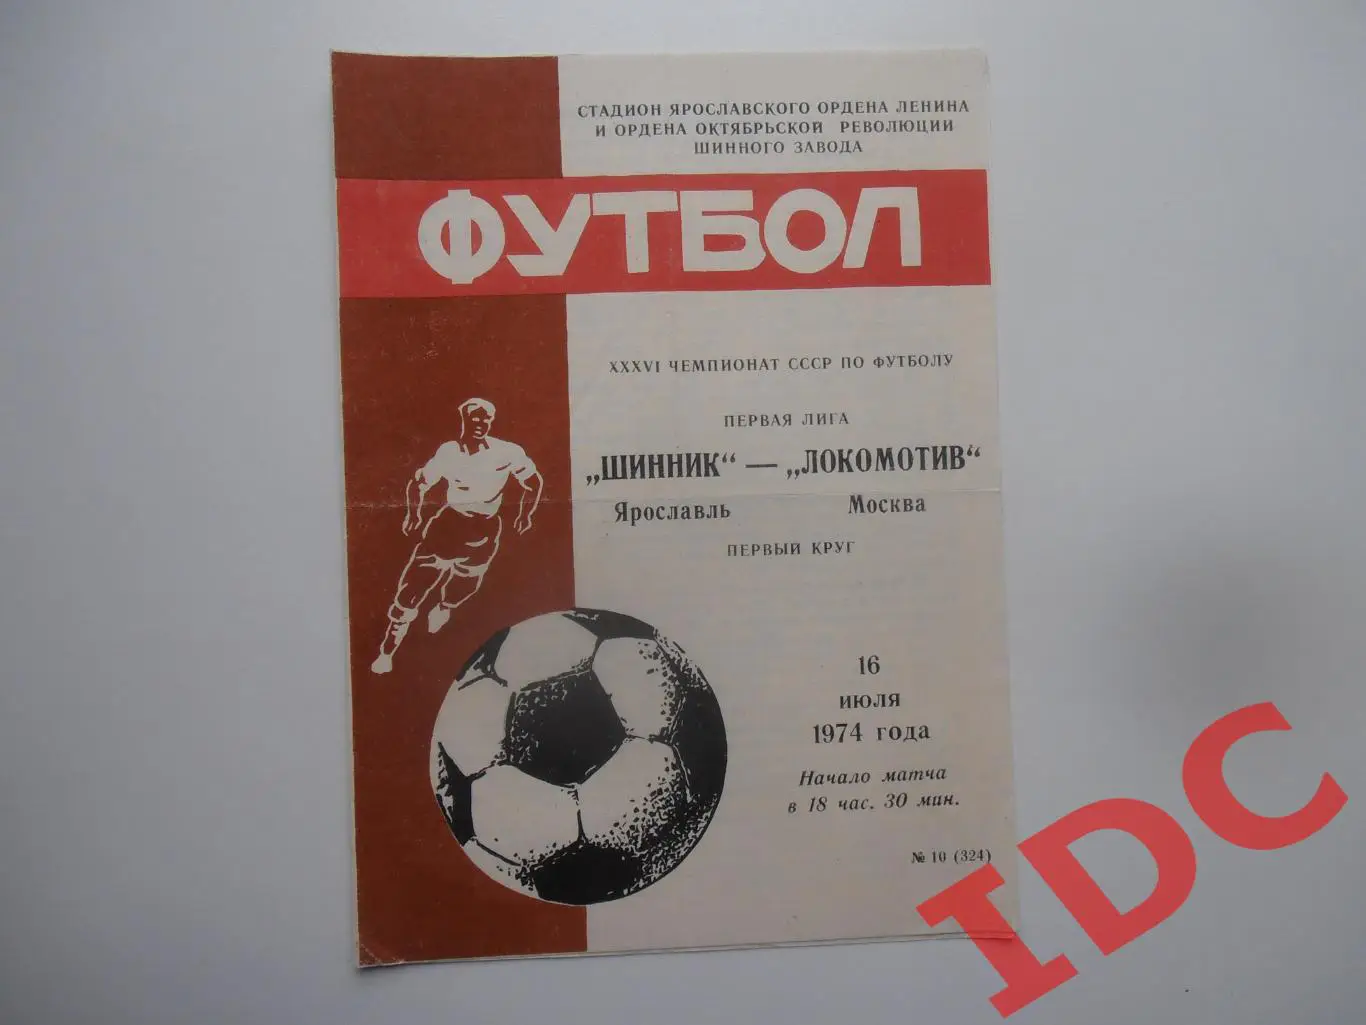 СТАДИОН ЯРОСЛАВСКОГО ОРДЕНА ЛЕНИНА
И ОРДЕНА ОКТЯБРЬСКОЙ РЕВОЛЮЦИИ
ШИННОГО ЗАВОДА
ФУТБОЛ
XXXVI ЧЕМПИОНАТ СССР ПО ФУТБОЛУ
ПЕРВАЯ ЛИГА
„ШИННИК“ — „ЛОКОМОТИВ“
Ярославль Москва
ПЕРВЫЙ КРУГ
16
ИЮЛЯ
1974 года
Начало матча
в 18 час. 30 мин.
№ 10 (324)
IDC